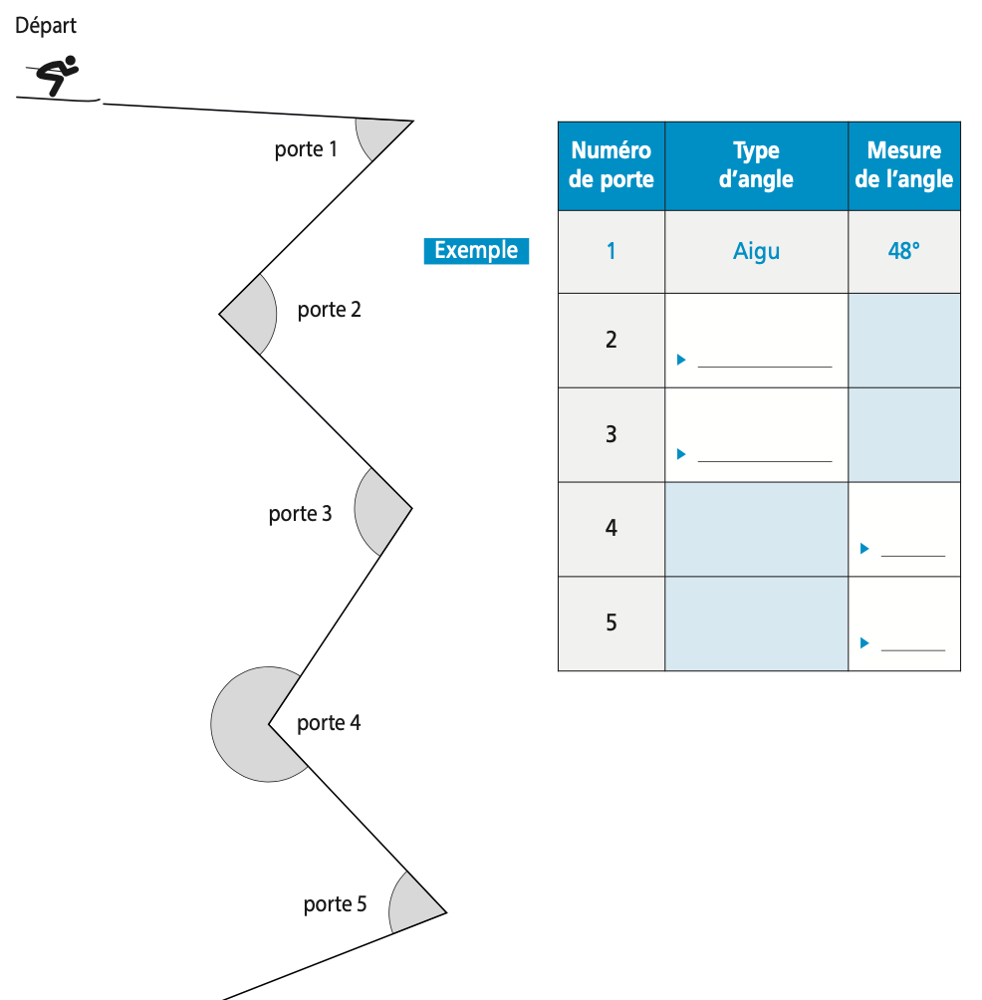 Départ
porte 1
porte 2
porte 3
porte 4
porte 5
Exemple
Numéro de porte
Type d’angle
Mesure de l’angle
1 Aigu 48°
2
3
4
5